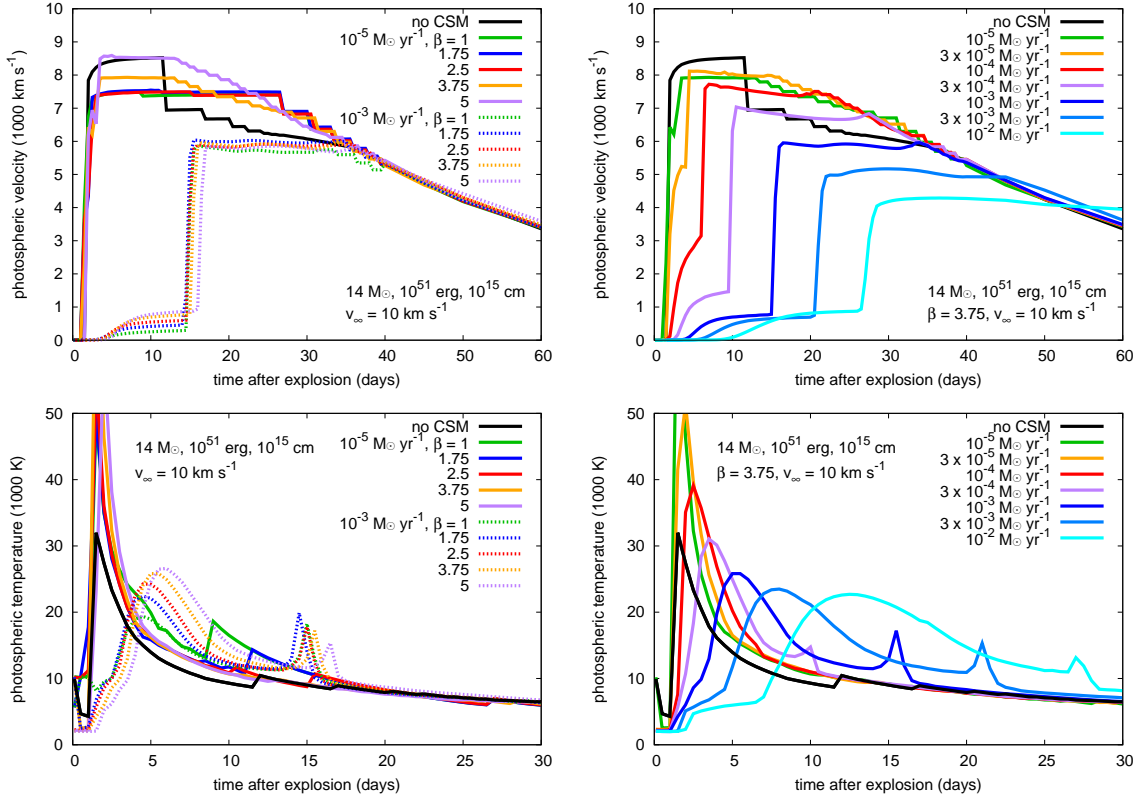 photospheric velocity (1000 km s⁻¹)
10
9
8
7
6
5
4
3
2
1
0
no CSM
10⁻⁵ M☉ yr⁻¹, β = 1
1.75
2.5
3.75
5
10⁻³ M☉ yr⁻¹, β = 1
1.75
2.5
3.75
5
14 M☉, 10⁵¹ erg, 10¹⁵ cm
v∞ = 10 km s⁻¹
0 10 20 30 40 50 60
time after explosion (days)
photospheric velocity (1000 km s⁻¹)
10
9
8
7
6
5
4
3
2
1
0
no CSM
10⁻⁵ M☉ yr⁻¹
3 x 10⁻⁵ M☉ yr⁻¹
10⁻⁴ M☉ yr⁻¹
3 x 10⁻⁴ M☉ yr⁻¹
10⁻³ M☉ yr⁻¹
3 x 10⁻³ M☉ yr⁻¹
10⁻² M☉ yr⁻¹
14 M☉, 10⁵¹ erg, 10¹⁵ cm
β = 3.75, v∞ = 10 km s⁻¹
0 10 20 30 40 50 60
time after explosion (days)
photospheric temperature (1000 K)
50
40
30
20
10
0
14 M☉, 10⁵¹ erg, 10¹⁵ cm
v∞ = 10 km s⁻¹
no CSM
10⁻⁵ M☉ yr⁻¹, β = 1
1.75
2.5
3.75
5
10⁻³ M☉ yr⁻¹, β = 1
1.75
2.5
3.75
5
0 5 10 15 20 25 30
time after explosion (days)
photospheric temperature (1000 K)
50
40
30
20
10
0
14 M☉, 10⁵¹ erg, 10¹⁵ cm
β = 3.75, v∞ = 10 km s⁻¹
no CSM
10⁻⁵ M☉ yr⁻¹
3 x 10⁻⁵ M☉ yr⁻¹
10⁻⁴ M☉ yr⁻¹
3 x 10⁻⁴ M☉ yr⁻¹
10⁻³ M☉ yr⁻¹
3 x 10⁻³ M☉ yr⁻¹
10⁻² M☉ yr⁻¹
0 5 10 15 20 25 30
time after explosion (days)